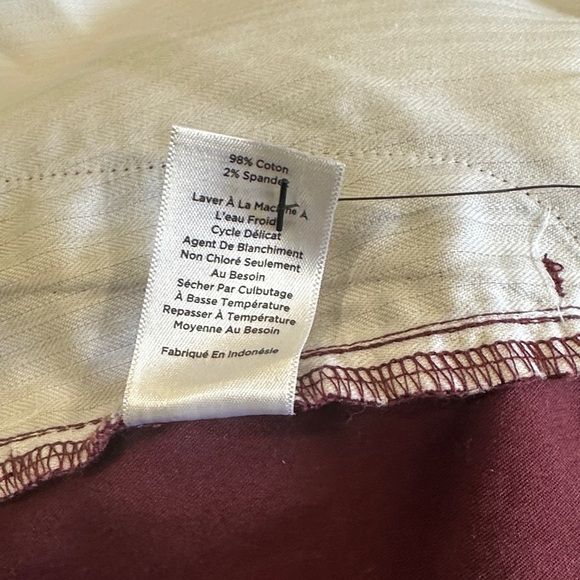 98% Coton
2% Spandex
Laver À La Machine À
L'eau Froide
Cycle Délicat
Agent De Blanchiment
Non Chloré Seulement
Au Besoin
Sécher Par Culbutage
À Basse Température
Repasser À Température
Moyenne Au Besoin
Fabriqué En Indonésie